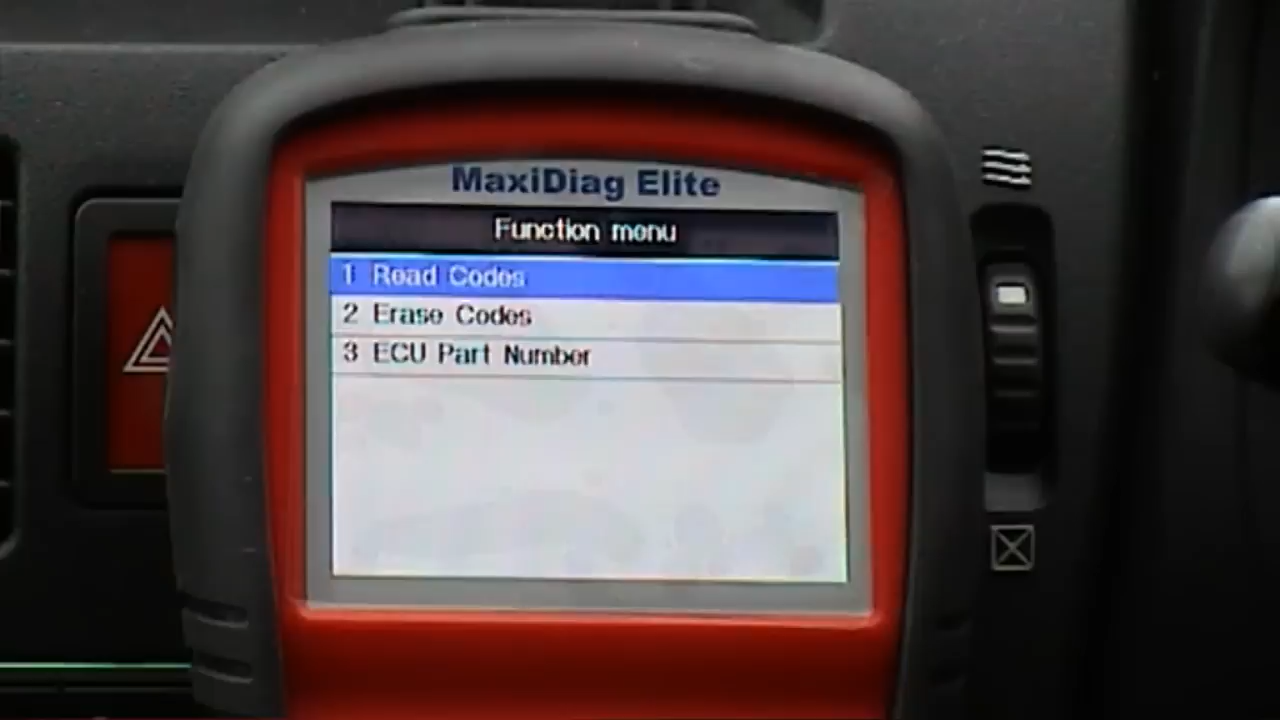 MaxiDiag Elite
Function menu
1 Read Codes
2 Erase Codes
3 ECU Part Number